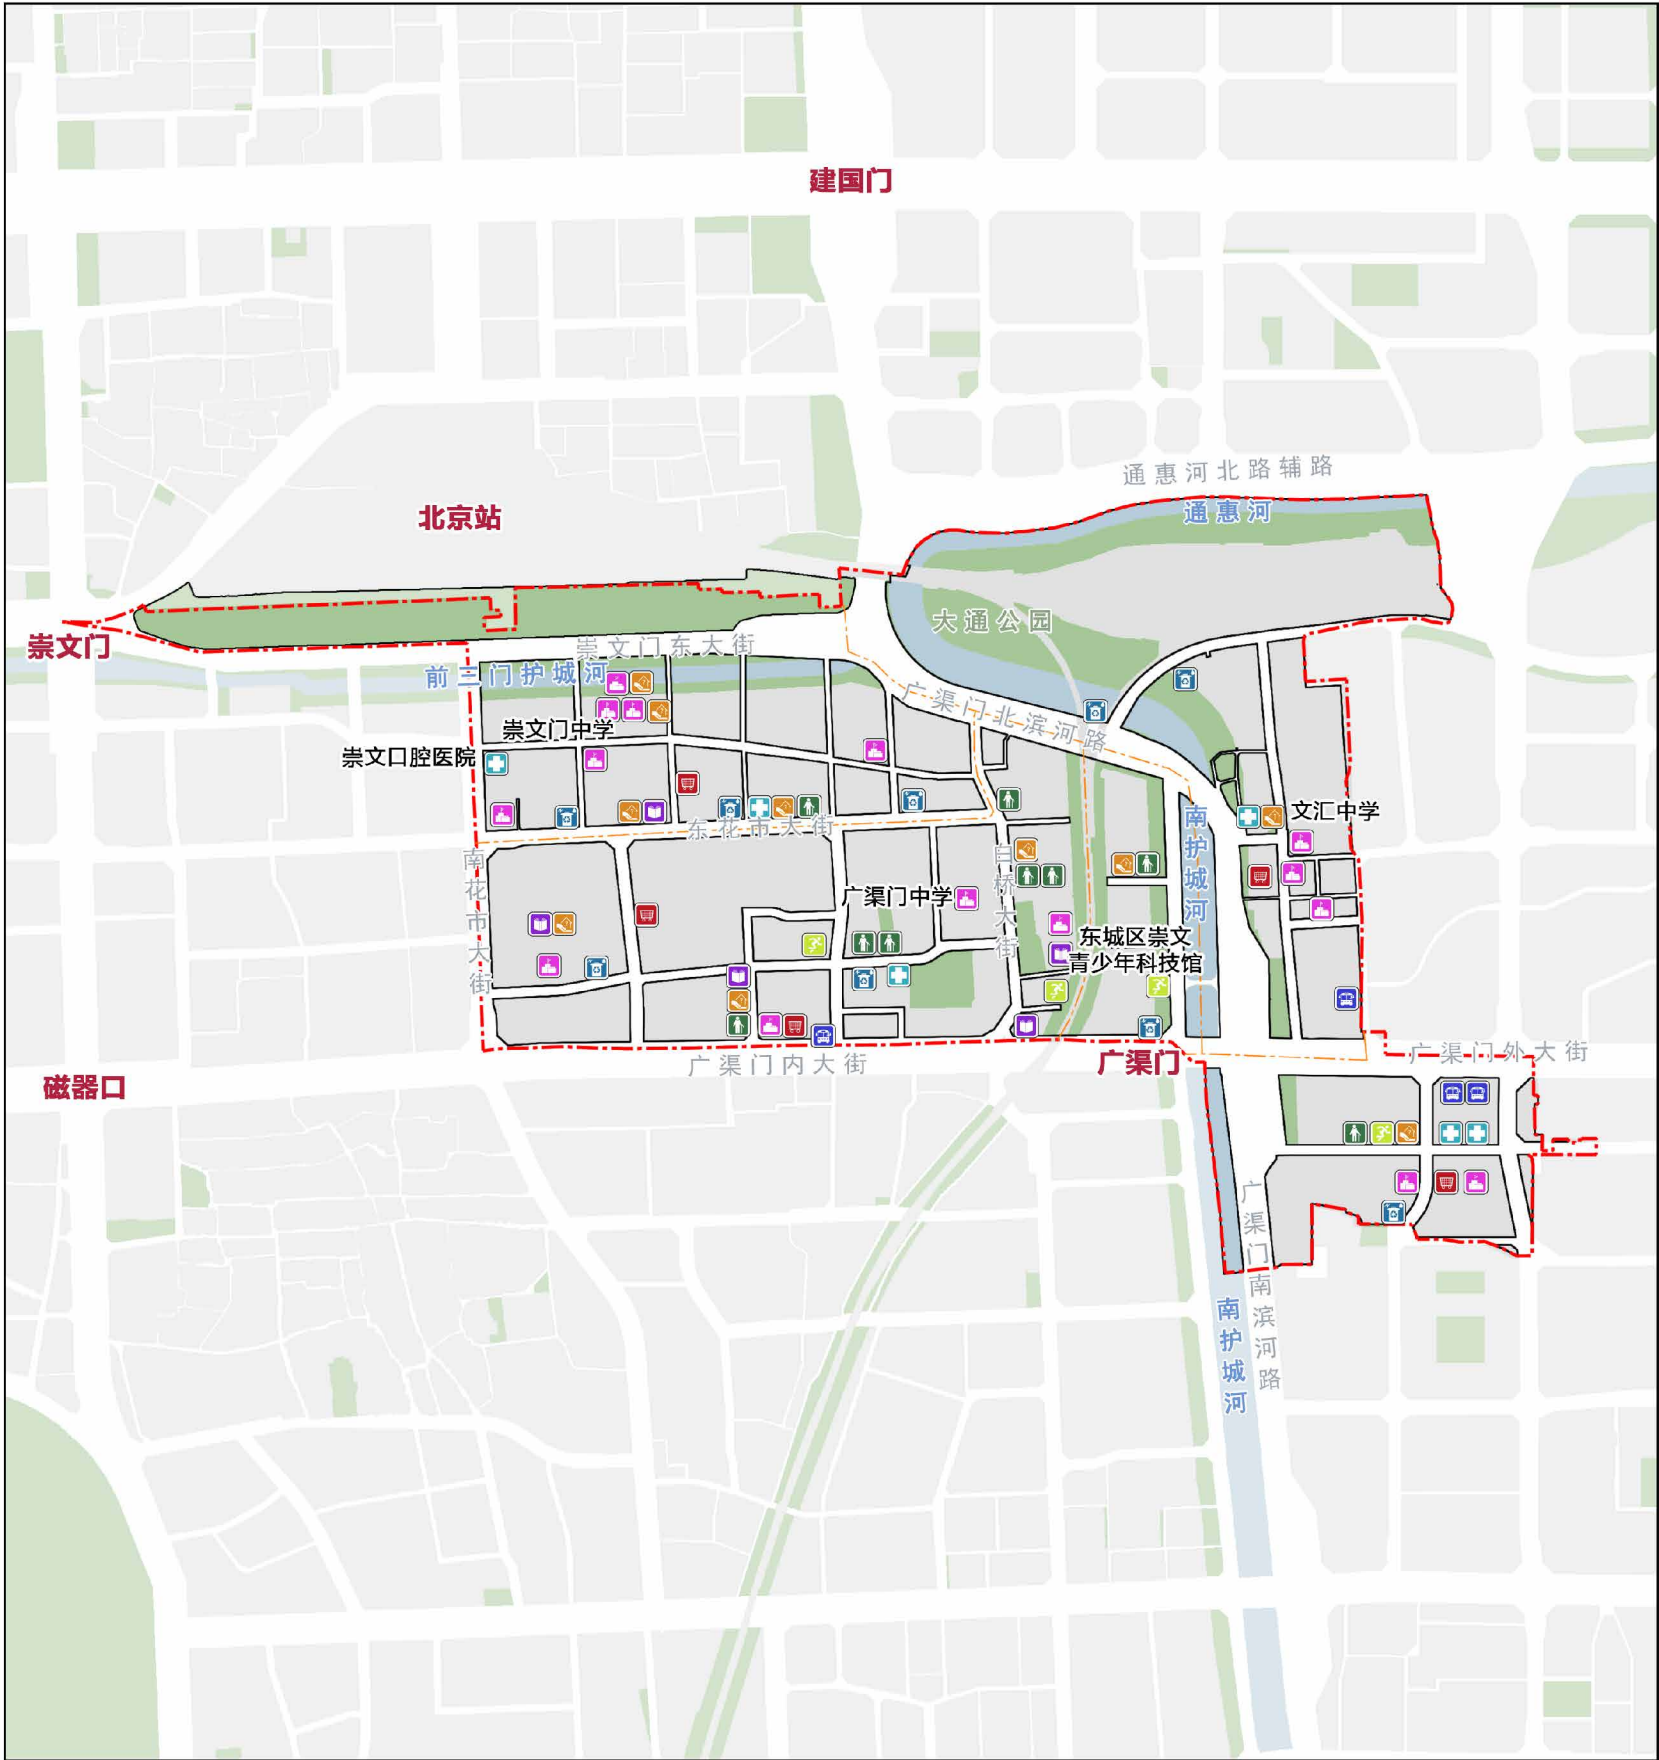 建国门
通惠河北路辅路
通惠河
北京站
大通公园
崇文门
崇文门东大街
前三门护城河
广渠门北滨河路
崇文门中学
崇文口腔医院
文汇中学
南护城河
东花市大街
南花市大街
白桥大街
广渠门中学
东城区崇文
青少年科技馆
广渠门内大街
广渠门
广渠门外大街
磁器口
广渠门南滨河路
南护城河